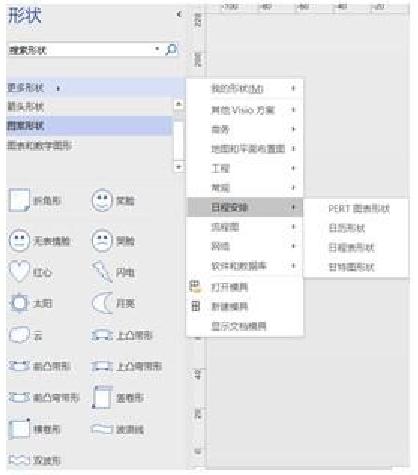 形状
搜索形状
更多形状
箭头形状
图案形状
图表和数学图形
折角形 笑脸
无表情脸 哭脸
红心 闪电
太阳 月亮
云 上凸带形
前凸带形 上凸弯带形
前凸弯带形 竖卷形
横卷形 波浪线
双波形
我的形状(M)
其他 Visio 方案
商务
地图和平面布置图
工程
常规
日程安排
流程图
网络
软件和数据库
打开模具
新建模具
显示文档模具
PERT 图表形状
日历形状
日程表形状
甘特图形状
220
200
40
20
0
-100
-80
-60
-40
-20